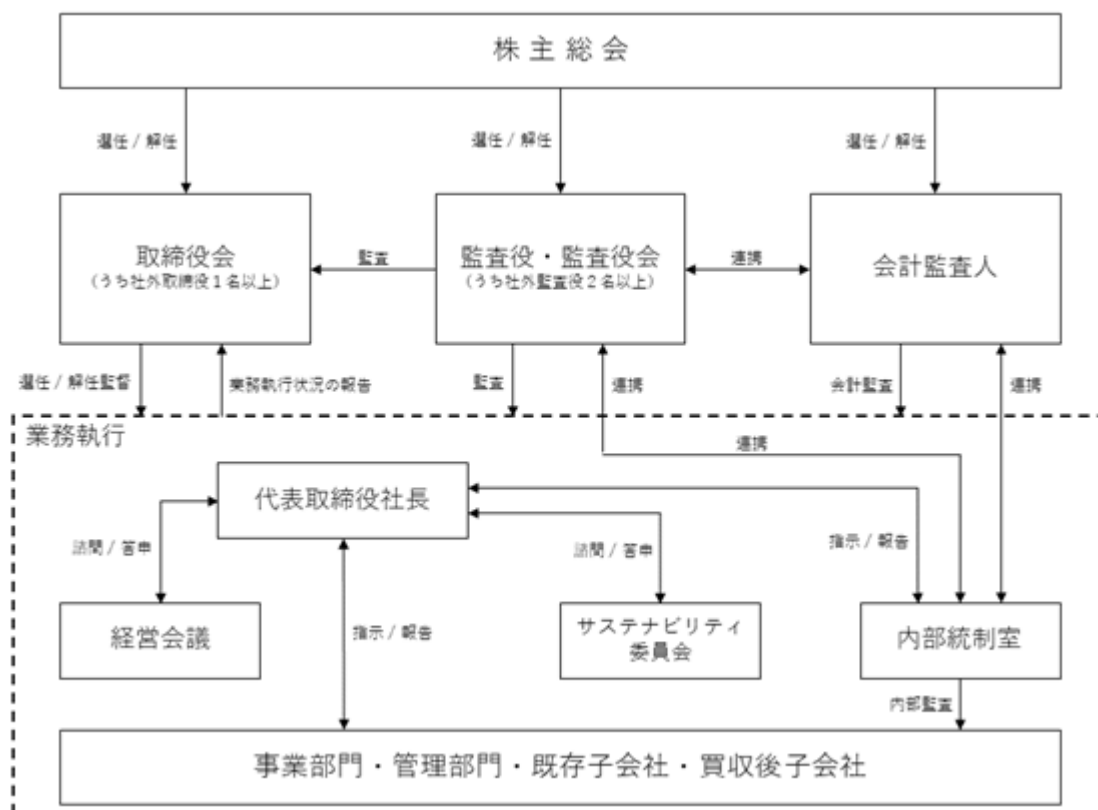 株主総会
選任 / 解任
選任 / 解任
選任 / 解任
取締役会
(うち社外取締役1名以上)
監査
監査役・監査役会
(うち社外監査役2名以上)
連携
会計監査人
選任 / 解任監督
業務執行状況の報告
監査
連携
会計監査
連携
業務執行
連携
代表取締役社長
諮問 / 答申
諮問 / 答申
指示 / 報告
経営会議
指示 / 報告
サステナビリティ
委員会
内部統制室
内部監査
事業部門・管理部門・既存子会社・買収後子会社